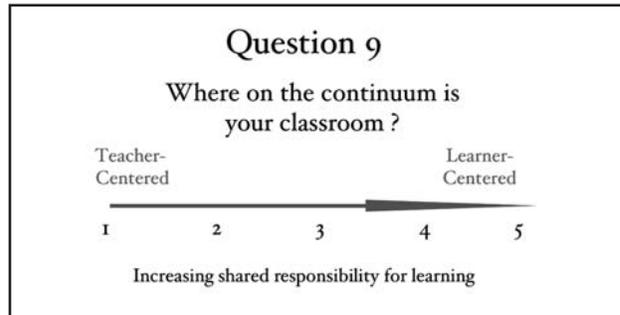 Question 9
Where on the continuum is
your classroom ?
Teacher-
Centered
Learner-
Centered
1 2 3 4 5
Increasing shared responsibility for learning